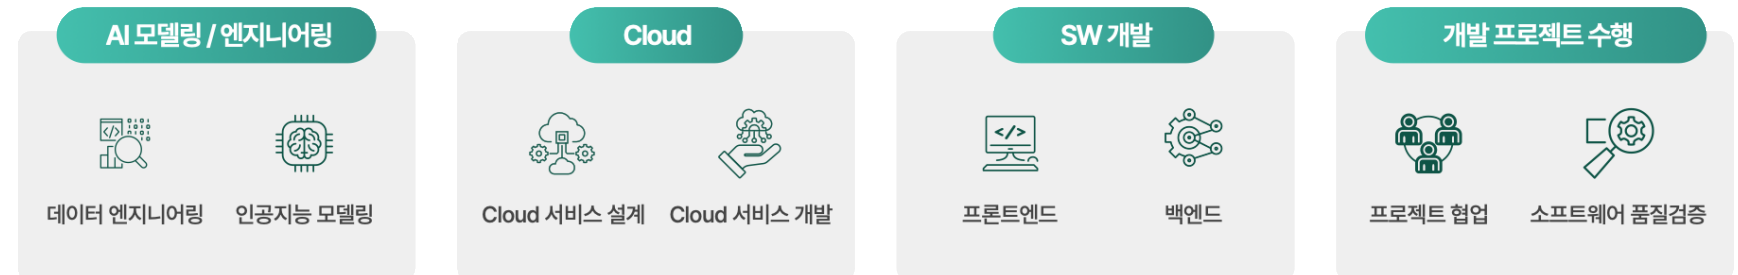 AI 모델링 / 엔지니어링
데이터 엔지니어링
인공지능 모델링
Cloud
Cloud 서비스 설계
Cloud 서비스 개발
SW 개발
프론트엔드
백엔드
개발 프로젝트 수행
프로젝트 협업
소프트웨어 품질검증